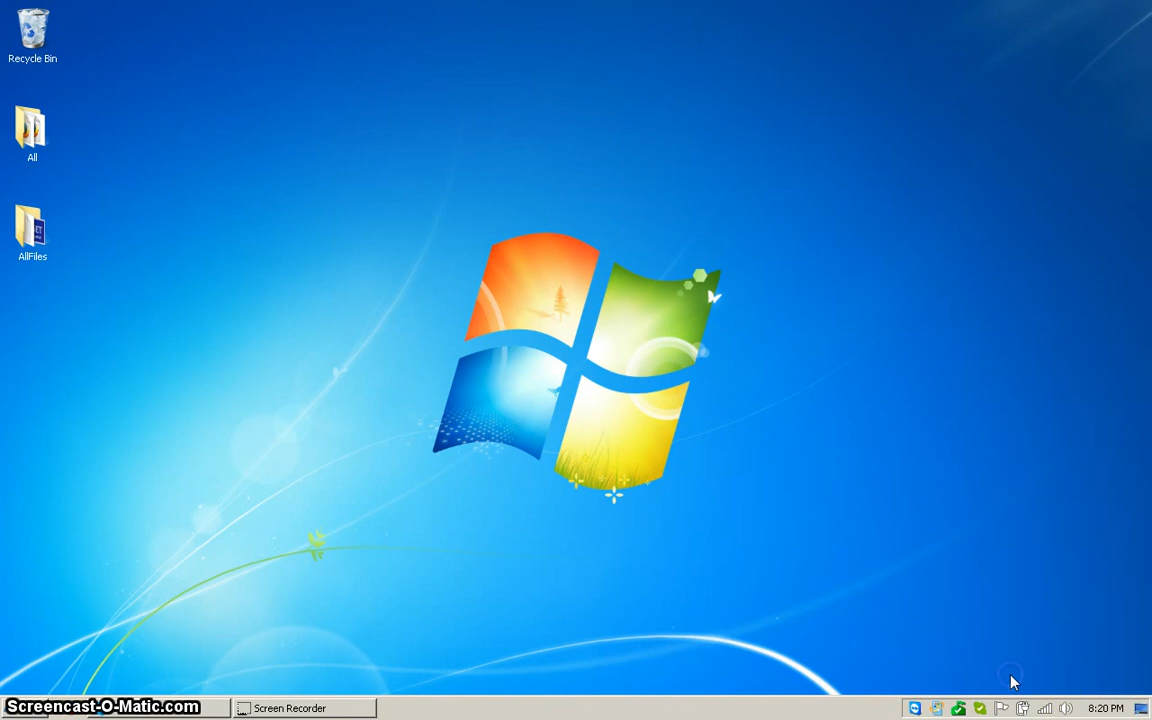 Recycle Bin
All
AllFiles
Screencast-O-Matic.com
Screen Recorder
8:20 PM